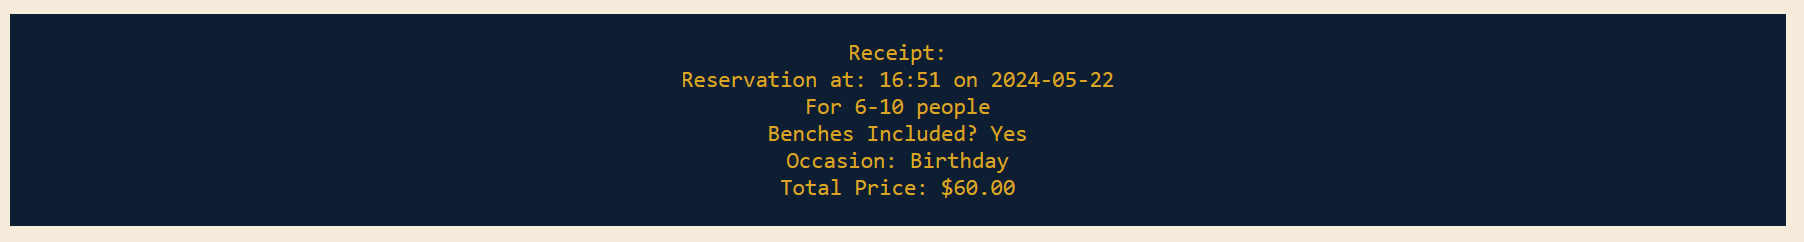 Receipt:
Reservation at: 16:51 on 2024-05-22
For 6-10 people
Benches Included? Yes
Occasion: Birthday
Total Price: $60.00